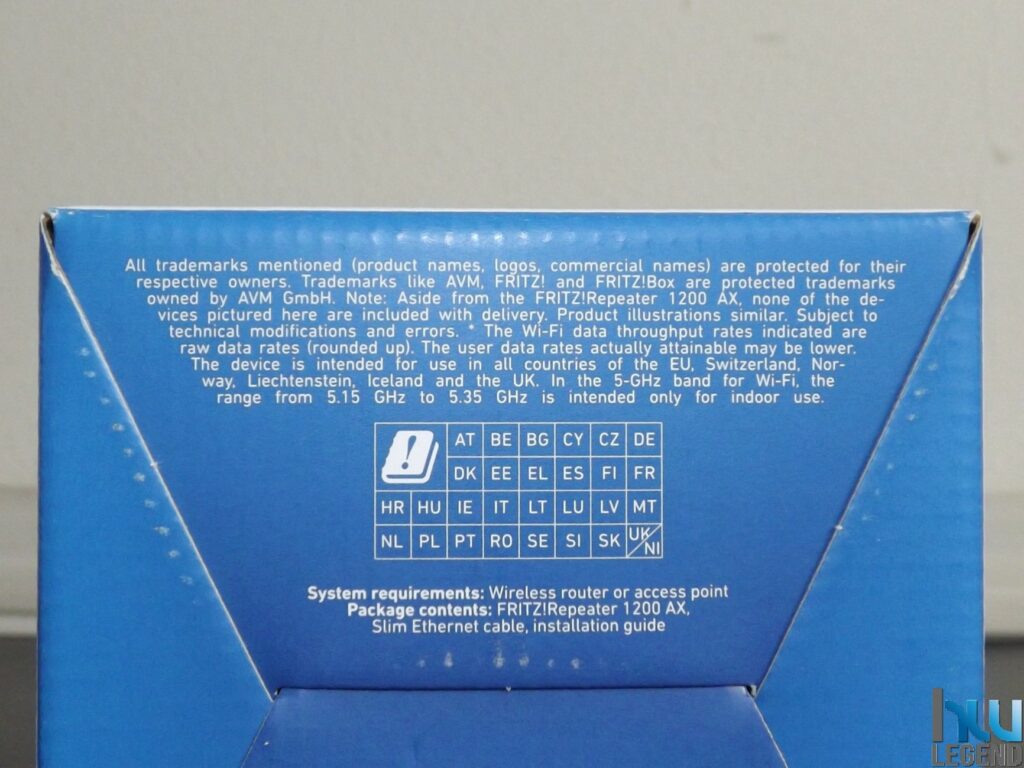 All trademarks mentioned (product names, logos, commercial names) are protected for their
respective owners. Trademarks like AVM, FRITZ! and FRITZ!Box are protected trademarks
owned by AVM GmbH. Note: Aside from the FRITZ!Repeater 1200 AX, none of the de-
vices pictured here are included with delivery. Product illustrations similar. Subject to
technical modifications and errors. * The Wi-Fi data throughput rates indicated are
raw data rates (rounded up). The user data rates actually attainable may be lower.
The device is intended for use in all countries of the EU, Switzerland, Nor-
way, Liechtenstein, Iceland and the UK. In the 5-GHz band for Wi-Fi, the
range from 5.15 GHz to 5.35 GHz is intended only for indoor use.
! AT BE BG CY CZ DE
DK EE EL ES FI FR
HR HU IE IT LT LU LV MT
NL PL PT RO SE SI SK UK/NI
System requirements: Wireless router or access point
Package contents: FRITZ!Repeater 1200 AX,
Slim Ethernet cable, installation guide
hw
LEGEND